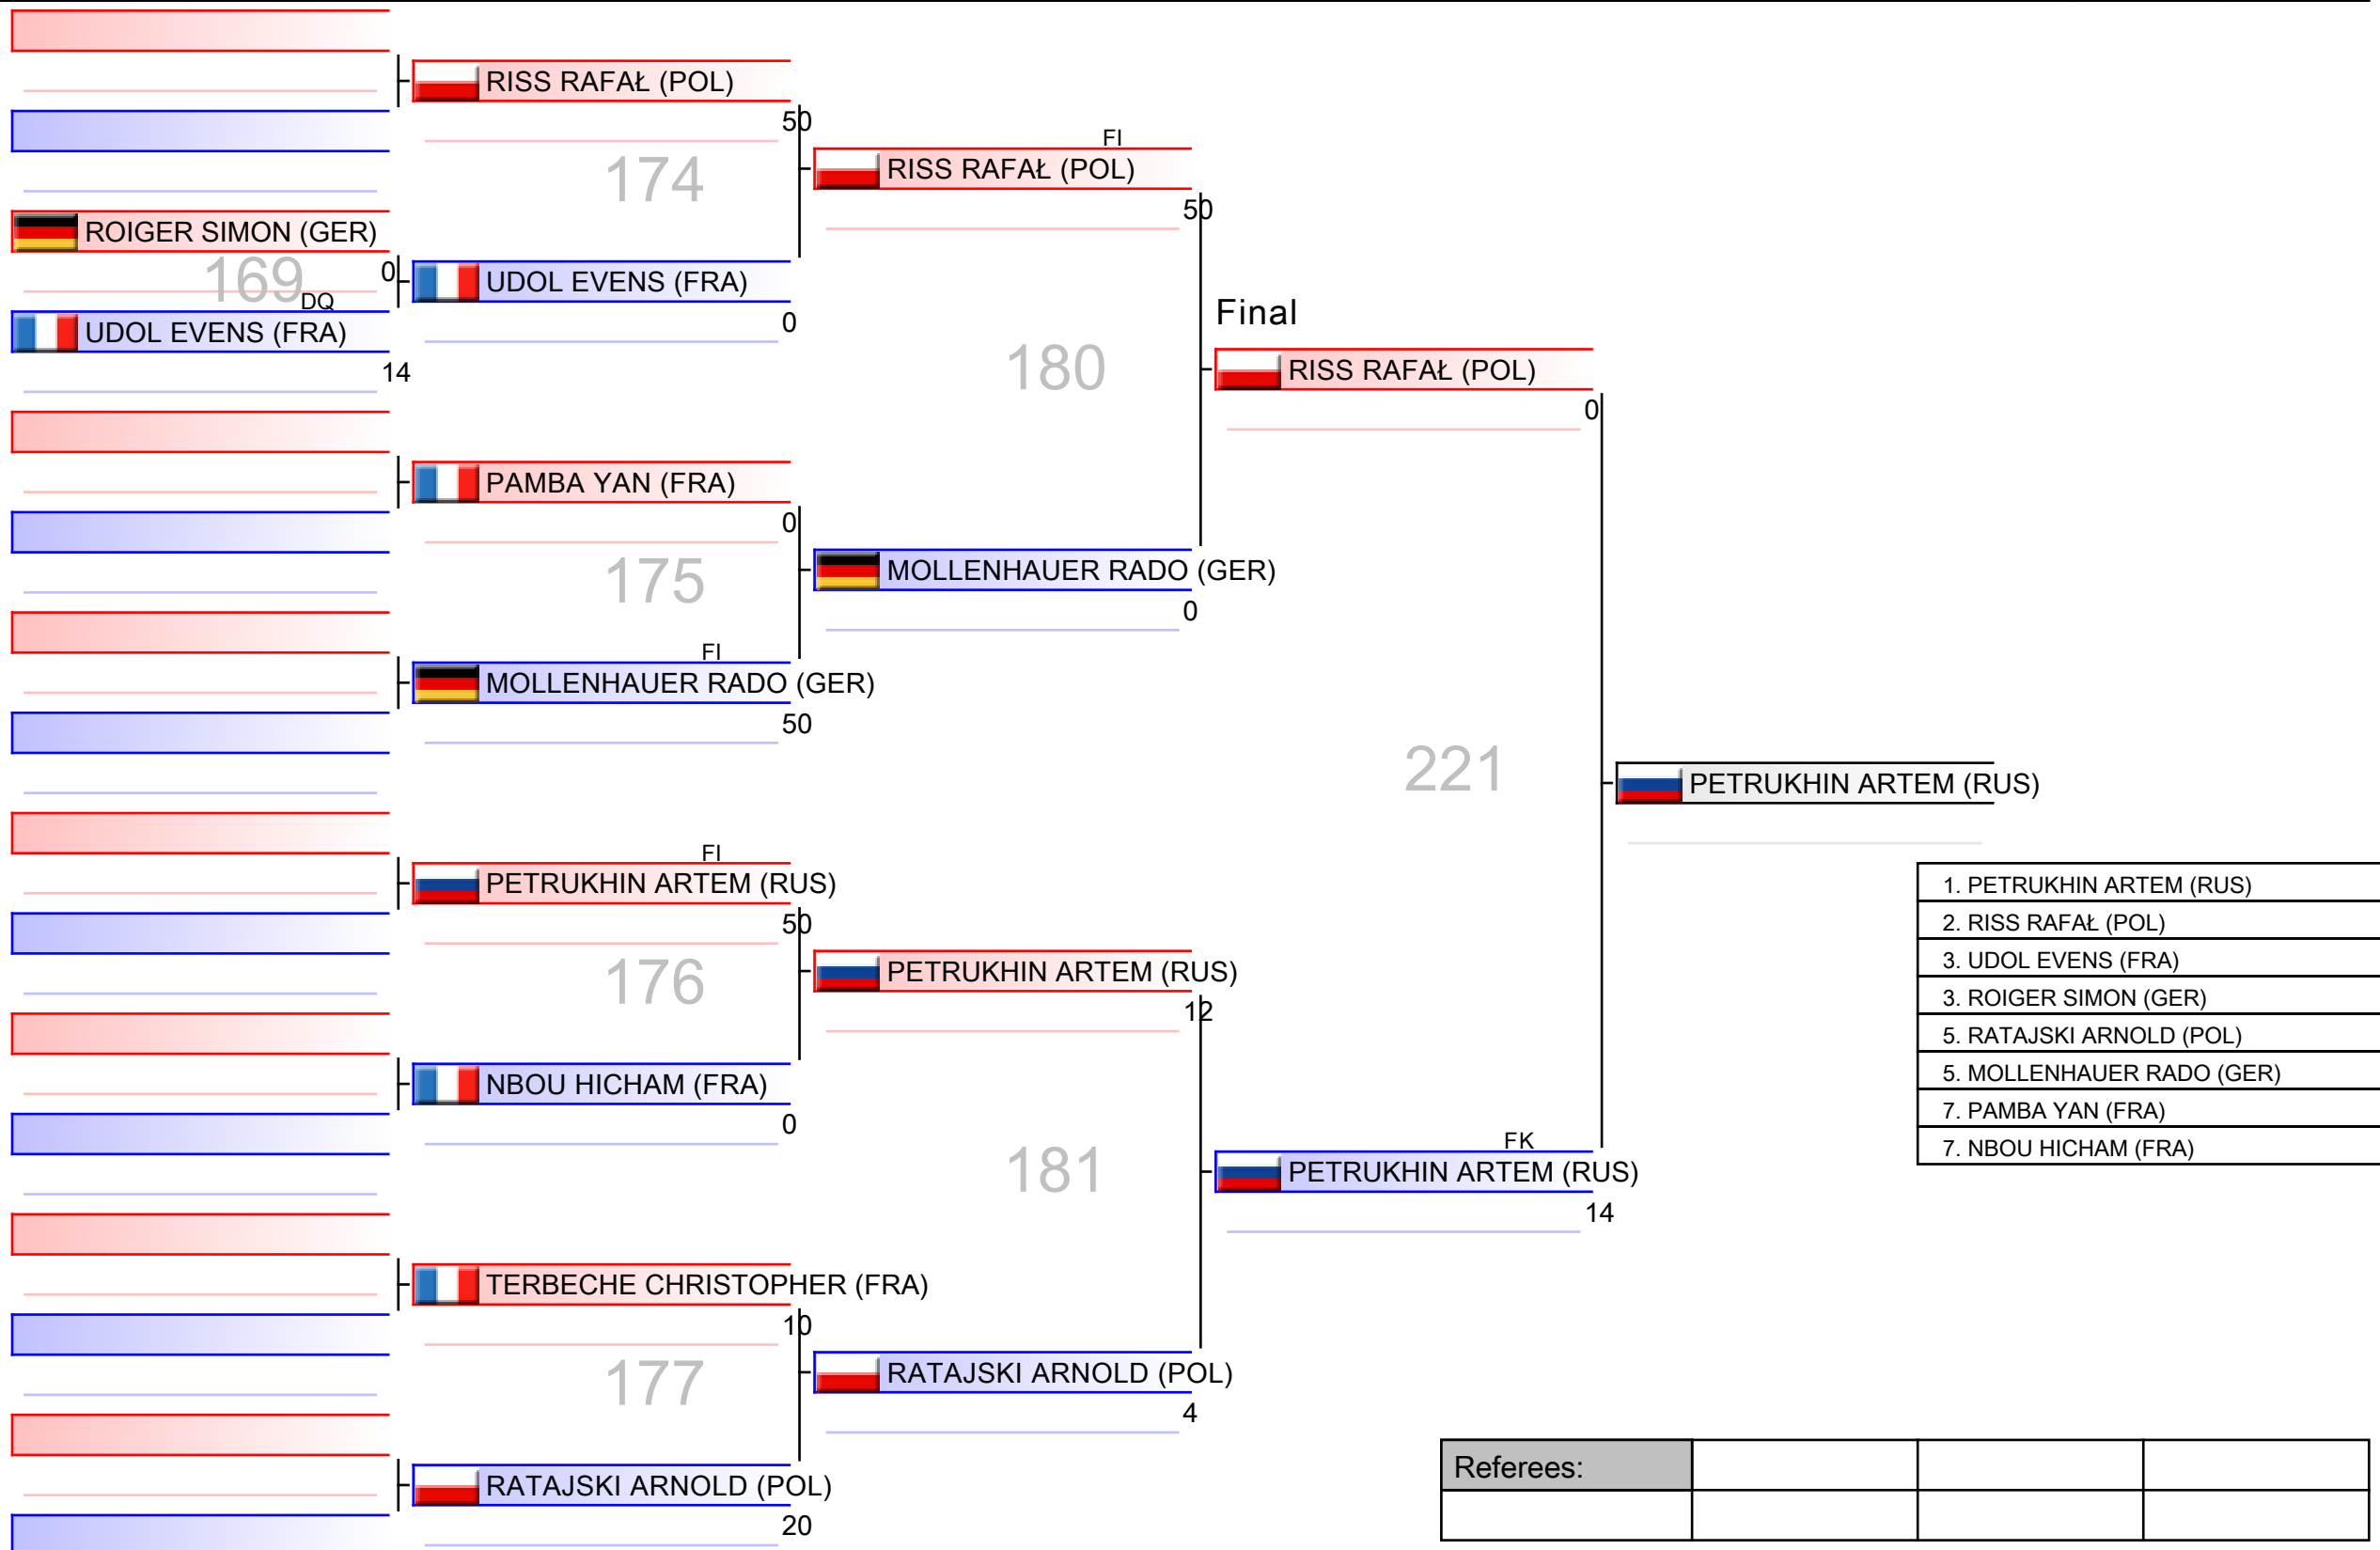 RISS RAFAŁ (POL)
50
174
FI
RISS RAFAŁ (POL)
50
ROIGER SIMON (GER)
0
169
DQ
UDOL EVENS (FRA)
14
UDOL EVENS (FRA)
0
Final
180
RISS RAFAŁ (POL)
0
PAMBA YAN (FRA)
0
175
MOLLENHAUER RADO (GER)
0
FI
MOLLENHAUER RADO (GER)
50
221
PETRUKHIN ARTEM (RUS)
FI
PETRUKHIN ARTEM (RUS)
50
176
PETRUKHIN ARTEM (RUS)
12
NBOU HICHAM (FRA)
0
181
FK
PETRUKHIN ARTEM (RUS)
14
TERBECHE CHRISTOPHER (FRA)
10
177
RATAJSKI ARNOLD (POL)
4
RATAJSKI ARNOLD (POL)
20
1. PETRUKHIN ARTEM (RUS)
2. RISS RAFAŁ (POL)
3. UDOL EVENS (FRA)
3. ROIGER SIMON (GER)
5. RATAJSKI ARNOLD (POL)
5. MOLLENHAUER RADO (GER)
7. PAMBA YAN (FRA)
7. NBOU HICHAM (FRA)
Referees: